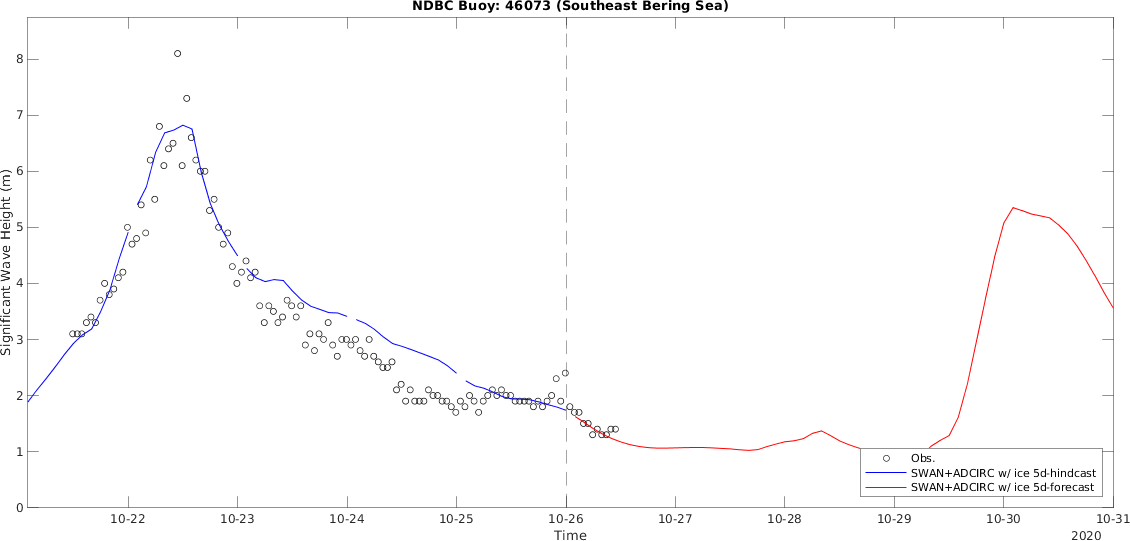 NDBC Buoy: 46073 (Southeast Bering Sea)
Significant Wave Height (m)
8
7
6
5
4
3
2
1
0
Obs.
SWAN+ADCIRC w/ ice 5d-hindcast
SWAN+ADCIRC w/ ice 5d-forecast
10-22 10-23 10-24 10-25 10-26 10-27 10-28 10-29 10-30 10-31
Time
2020